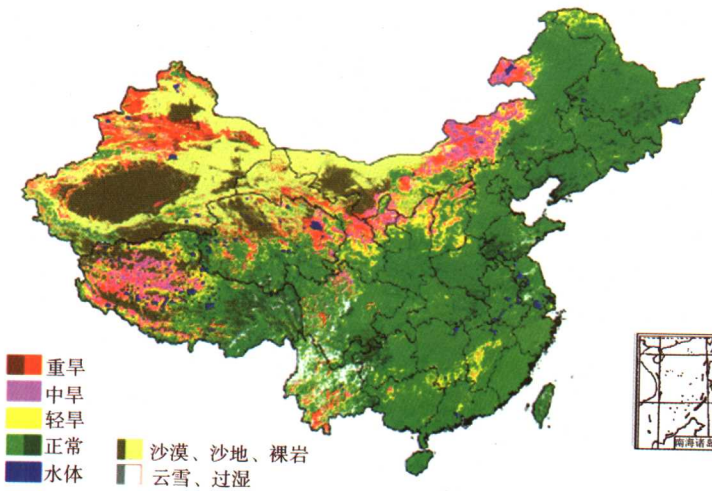 重旱
中旱
轻旱
正常
水体
沙漠、沙地、裸岩
云雪、过湿
南海诸岛